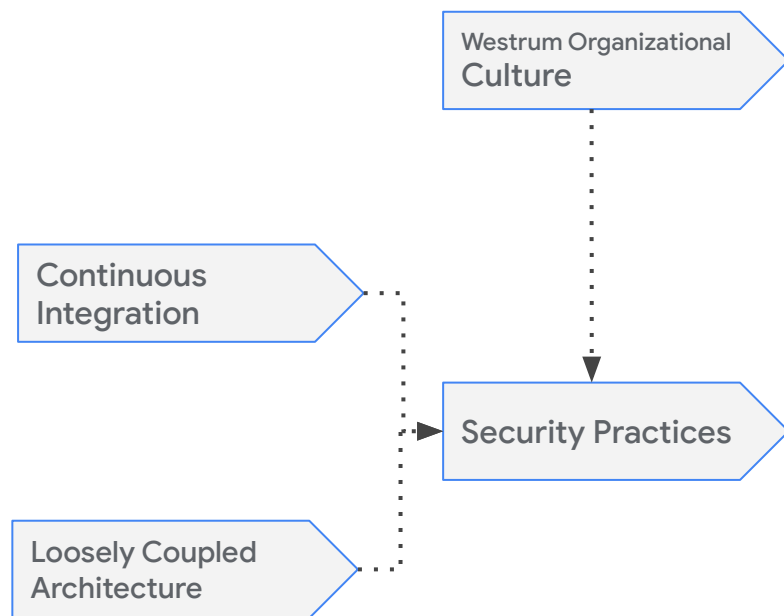 Westrum Organizational
Culture
Continuous
Integration
Security Practices
Loosely Coupled
Architecture